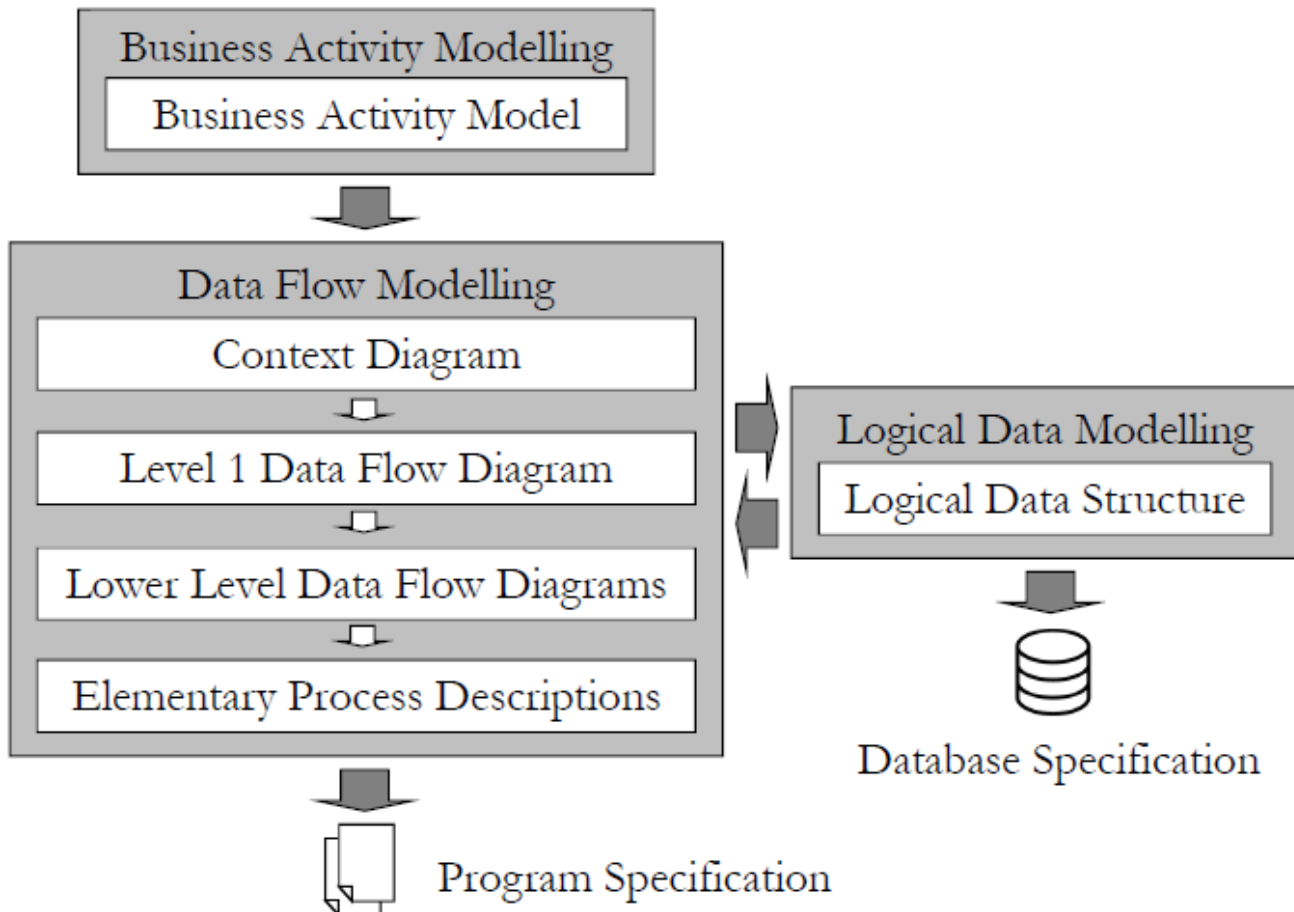 Business Activity Modelling
Business Activity Model
Data Flow Modelling
Context Diagram
Level 1 Data Flow Diagram
Lower Level Data Flow Diagrams
Elementary Process Descriptions
Logical Data Modelling
Logical Data Structure
Database Specification
Program Specification